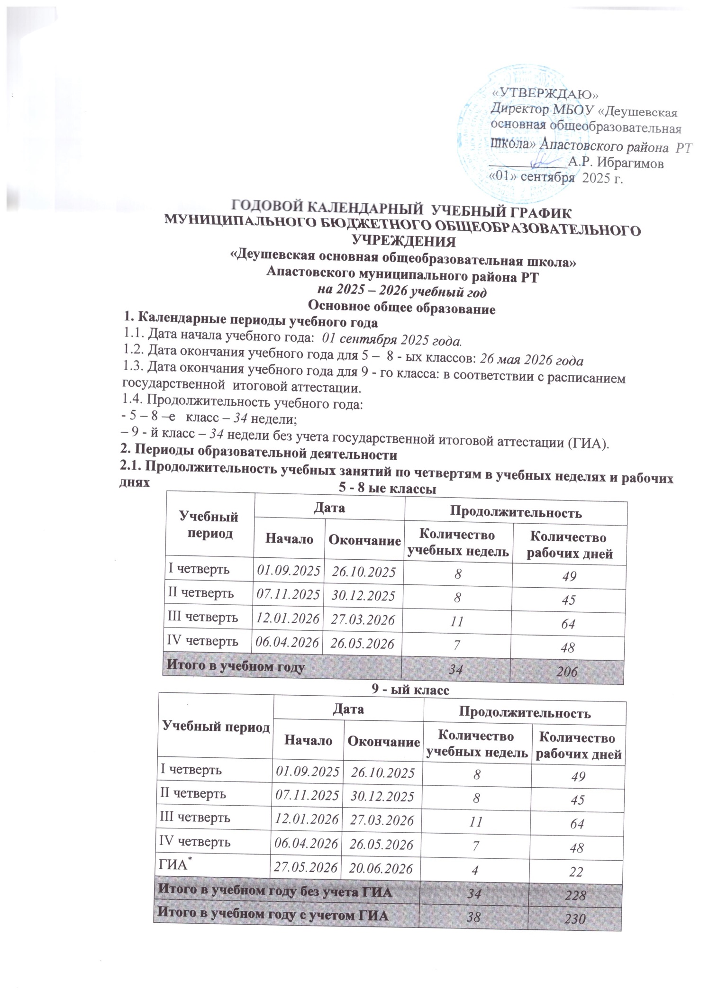 «УТВЕРЖДАЮ»
Директор МБОУ «Деушевская
основная общеобразовательная
школа» Апастовского района РТ
____________А.Р. Ибрагимов
«01» сентября 2025 г.
ГОДОВОЙ КАЛЕНДАРНЫЙ УЧЕБНЫЙ ГРАФИК
МУНИЦИПАЛЬНОГО БЮДЖЕТНОГО ОБЩЕОБРАЗОВАТЕЛЬНОГО
УЧРЕЖДЕНИЯ
«Деушевская основная общеобразовательная школа»
Апастовского муниципального района РТ
на 2025 – 2026 учебный год
Основное общее образование
1. Календарные периоды учебного года
1.1. Дата начала учебного года: 01 сентября 2025 года.
1.2. Дата окончания учебного года для 5 – 8 - ых классов: 26 мая 2026 года
1.3. Дата окончания учебного года для 9 - го класса: в соответствии с расписанием
государственной итоговой аттестации.
1.4. Продолжительность учебного года:
- 5 – 8 –е класс – 34 недели;
– 9 - й класс – 34 недели без учета государственной итоговой аттестации (ГИА).
2. Периоды образовательной деятельности
2.1. Продолжительность учебных занятий по четвертям в учебных неделях и рабочих
днях
5 - 8 ые классы
Учебный период Дата Продолжительность
Начало Окончание Количество учебных недель Количество рабочих дней
I четверть 01.09.2025 26.10.2025 8 49
II четверть 07.11.2025 30.12.2025 8 45
III четверть 12.01.2026 27.03.2026 11 64
IV четверть 06.04.2026 26.05.2026 7 48
Итого в учебном году 34 206
9 - ый класс
Учебный период Дата Продолжительность
Начало Окончание Количество учебных недель Количество рабочих дней
I четверть 01.09.2025 26.10.2025 8 49
II четверть 07.11.2025 30.12.2025 8 45
III четверть 12.01.2026 27.03.2026 11 64
IV четверть 06.04.2026 26.05.2026 7 48
ГИА* 27.05.2026 20.06.2026 4 22
Итого в учебном году без учета ГИА 34 228
Итого в учебном году с учетом ГИА 38 230